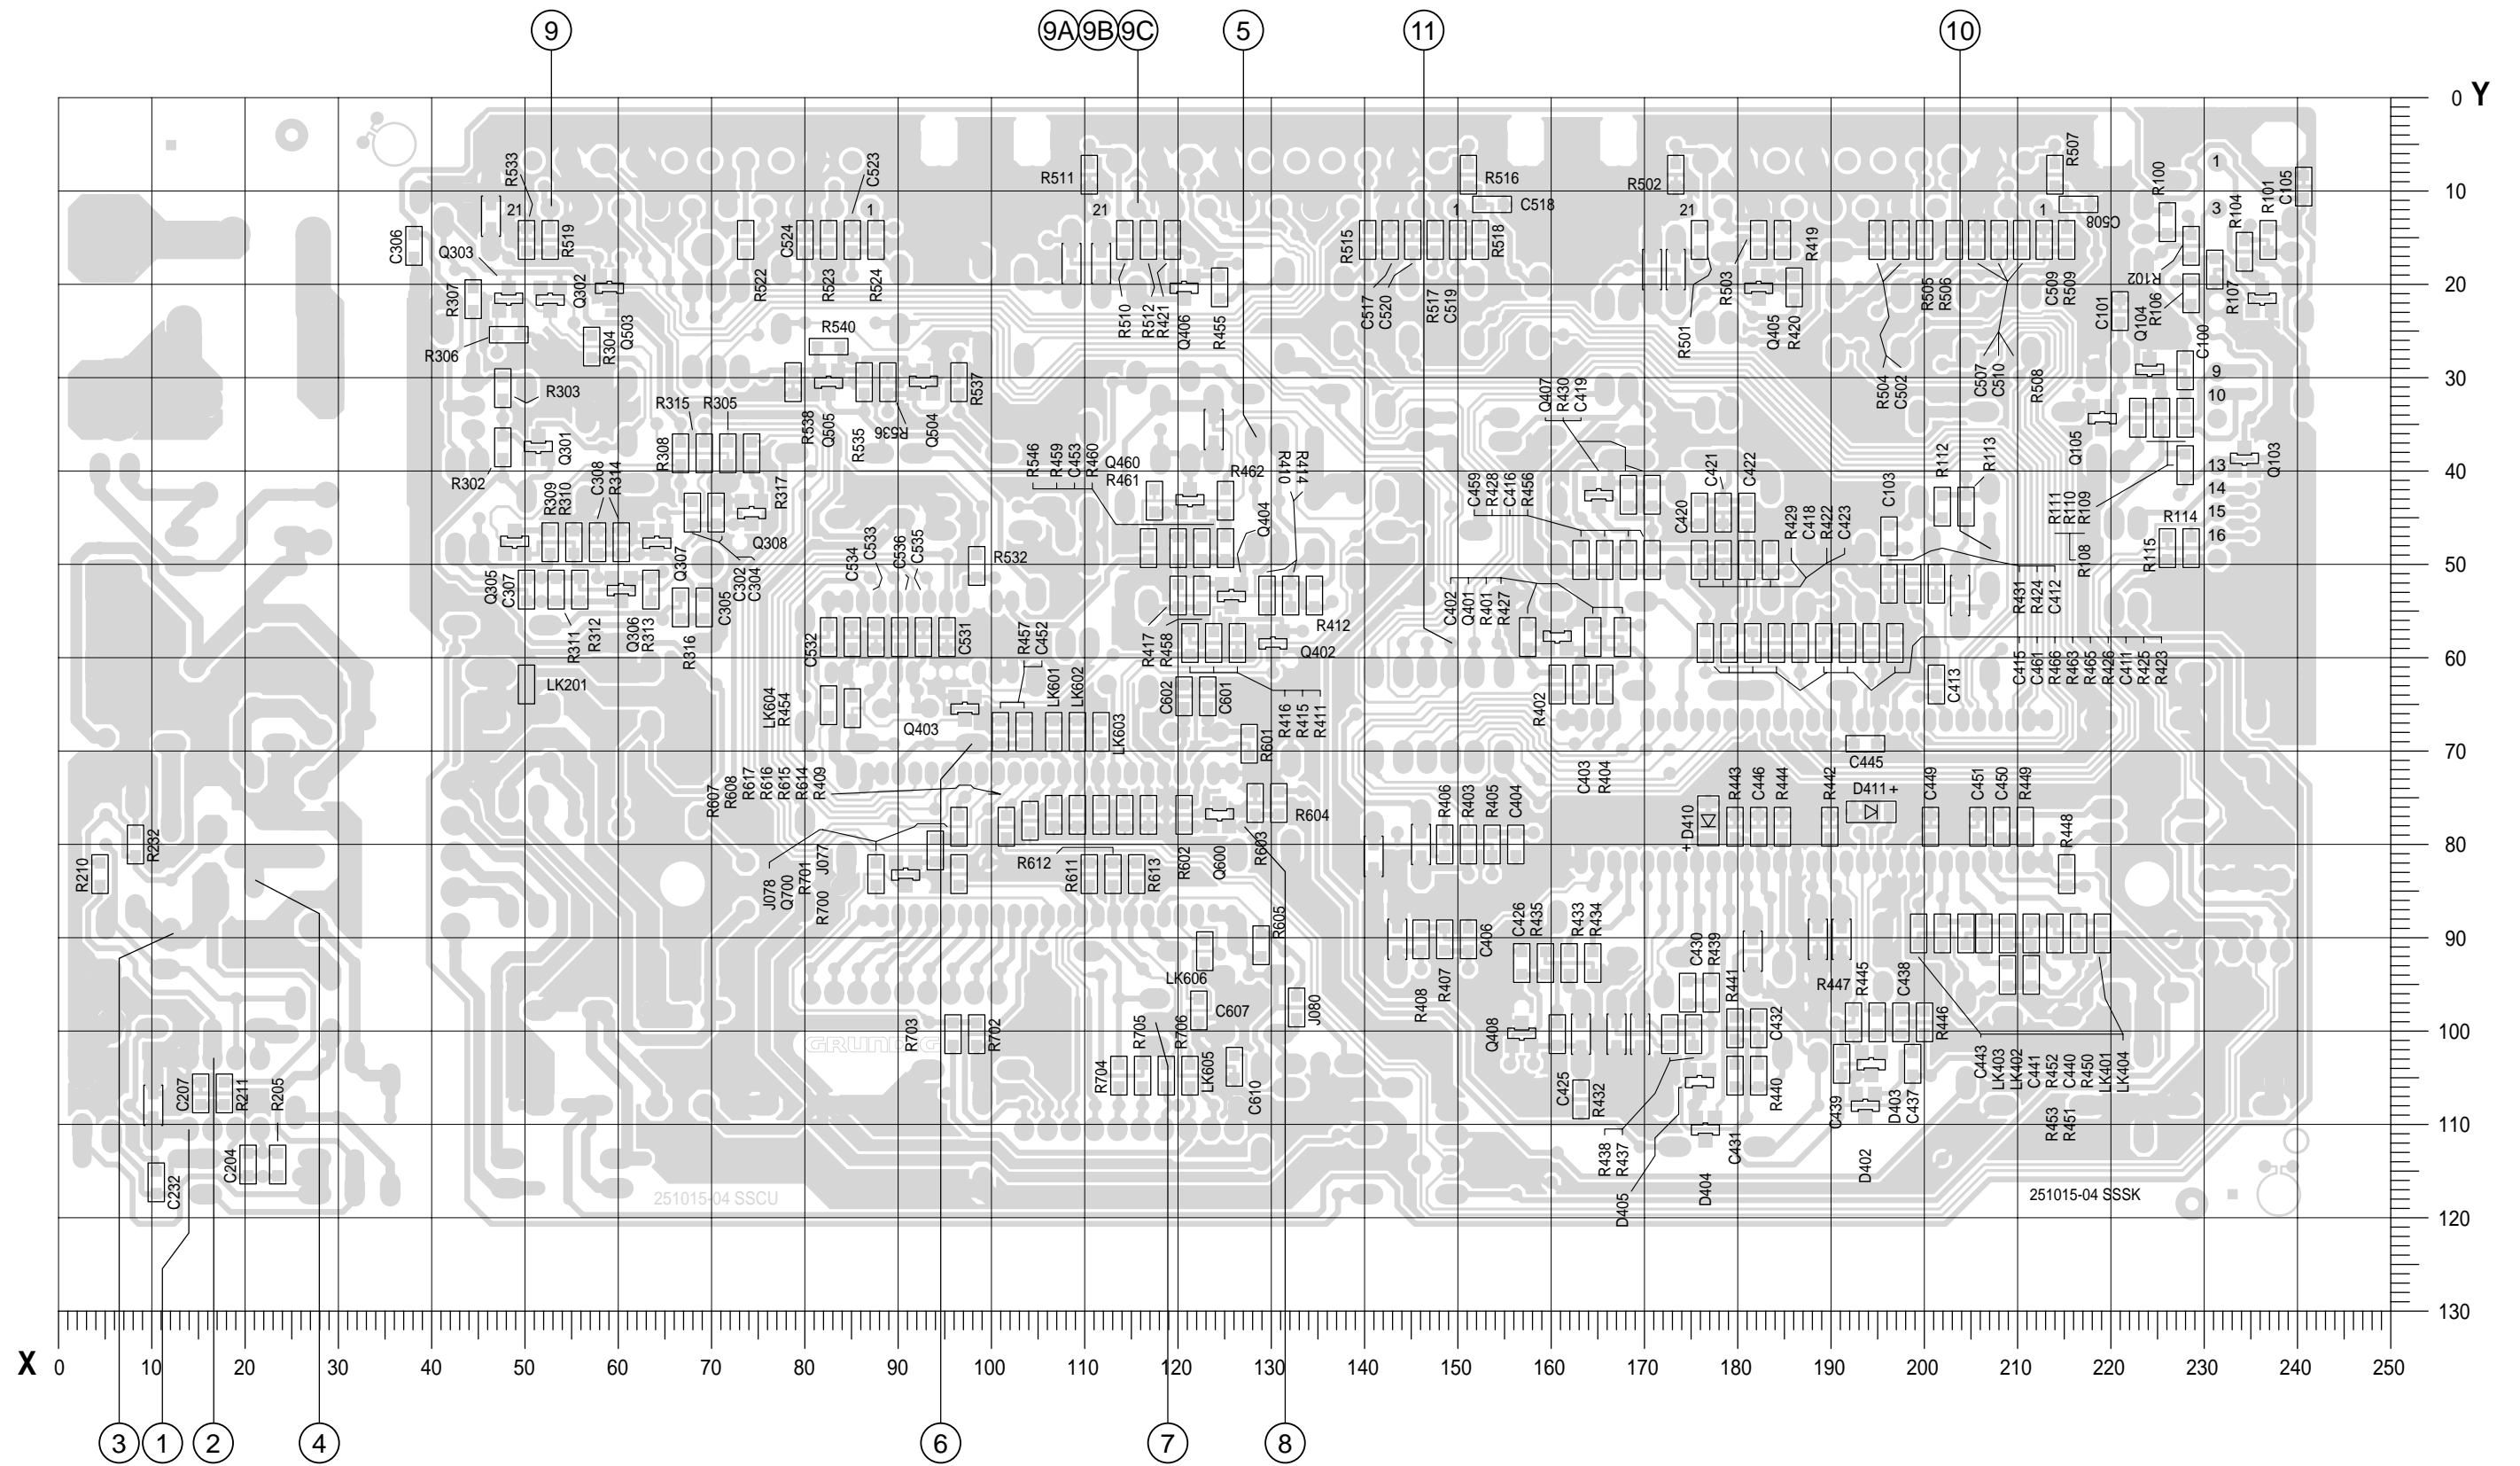 9 9A 9B 9C 5 11 10
0 Y
R533 C523 R511 R516 R502 R507 1 R100
C306 Q303 21 R519 C524 1 21 1 C518 21 1 C508 3 R104 R101 C105
R307 Q302 R522 R523 R524 R515 R518 R503 R419 R102
10
20
R306 R304 Q503 R540 R510 R512 R421 Q406 R455 C517 C520 R517 C519 R501 Q405 R420 R505 R506 C509 R509 C101 Q104 R106 R107 C100
R303 R315 R305 R538 Q505 R535 R536 Q504 R537 Q407 R430 C419 R504 C502 C507 C510 R508 9 10
30
R302 Q301 R308 R546 R459 C453 R460 Q460 R461 R462 R410 R414 R112 R113 Q105 Q103 13
40
R309 R310 C308 R314 R317 C459 R428 C416 R456 C420 C421 C422 C103 14
Q308 C534 C533 C536 C535 Q404 R429 C418 R422 C423 R111 R110 R109 R114 15
Q305 C307 Q307 C302 C304 R532 R108 R115 16
50
R311 R312 Q306 R313 R316 C305 C532 C531 R457 C452 R417 R458 R412 Q402 C402 Q401 R401 R427 R431 R424 C412
60
LK201 LK604 R454 Q403 LK601 LK602 LK603 C602 C601 R416 R415 R411 R402 C413 C415 C461 R466 R463 R465 R426 C411 R425 R423
R601 C445
70
R607 R608 R617 R616 R615 R614 R409 C403 R404 R406 R403 R405 C404 R443 C446 R444 R442 D411 + C449 C451 C450 R449
R232 R604 + D410 R448
80
R210 J078 Q700 R701 J077 R700 R612 R611 R613 R602 Q600 R603
R605 C406 C426 R435 R433 R434
90
LK606 R408 R407 C430 R439 R441 R447 R445 C438
R703 R702 R705 R706 C607 J080 Q408 C432 R446
100
GRUNDIG
C207 R211 R205 R704 LK605 C610 C425 R432 R440 C439 D403 C437 C443 LK403 LK402 C441 R452 C440 R450 LK401 LK404
R453 R451
110
C204 C232 R438 R437 C431 D402
251015-04 SSCU D405 D404 251015-04 SSSK
120
130
X 0 10 20 30 40 50 60 70 80 90 100 110 120 130 140 150 160 170 180 190 200 210 220 230 240 250
3 1 2 4 6 7 8